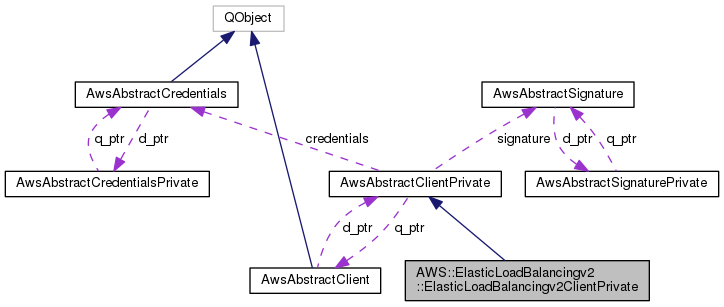 QObject
AwsAbstractCredentials
AwsAbstractSignature
q_ptr
d_ptr
credentials
signature
d_ptr
q_ptr
AwsAbstractCredentialsPrivate
AwsAbstractClientPrivate
AwsAbstractSignaturePrivate
d_ptr
q_ptr
AwsAbstractClient
AWS::ElasticLoadBalancingv2
::ElasticLoadBalancingv2ClientPrivate